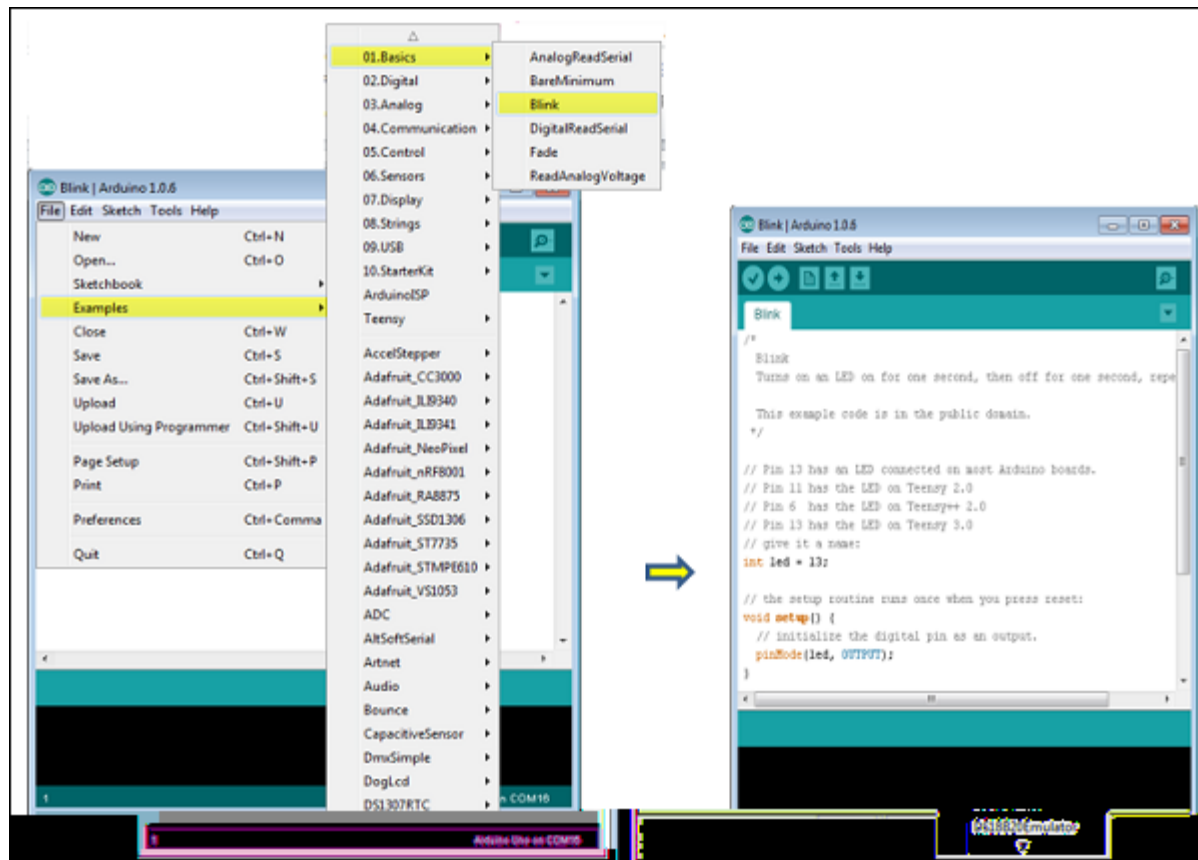 Blink | Arduino 1.0.6
File Edit Sketch Tools Help
New Ctrl+N
Open... Ctrl+O
Sketchbook
Examples
Close Ctrl+W
Save Ctrl+S
Save As... Ctrl+Shift+S
Upload Ctrl+U
Upload Using Programmer Ctrl+Shift+U
Page Setup Ctrl+Shift+P
Print Ctrl+P
Preferences Ctrl+Comma
Quit Ctrl+Q
1
01.Basics
02.Digital
03.Analog
04.Communication
05.Control
06.Sensors
07.Display
08.Strings
09.USB
10.StarterKit
ArduinoISP
Teensy
AccelStepper
Adafruit_CC3000
Adafruit_ILI9340
Adafruit_ILI9341
Adafruit_NeoPixel
Adafruit_nRF8001
Adafruit_RA8875
Adafruit_SSD1306
Adafruit_ST7735
Adafruit_STMPE610
Adafruit_VS1053
ADC
AltSoftSerial
Artnet
Audio
Bounce
CapacitiveSensor
DmxSimple
DogLcd
DS1307RTC
n COM16
AnalogReadSerial
BareMinimum
Blink
DigitalReadSerial
Fade
ReadAnalogVoltage
Blink | Arduino 1.0.6
File Edit Sketch Tools Help
Blink
/*
Blink
Turns on an LED on for one second, then off for one second, repe
This example code is in the public domain.
*/
// Pin 13 has an LED connected on most Arduino boards.
// Pin 11 has the LED on Teensy 2.0
// Pin 6 has the LED on Teensy++ 2.0
// Pin 13 has the LED on Teensy 3.0
// give it a name:
int led = 13;
// the setup routine runs once when you press reset:
void setup() {
// initialize the digital pin as an output.
pinMode(led, OUTPUT);
}
1 Arduino Uno on COM16
Emulator